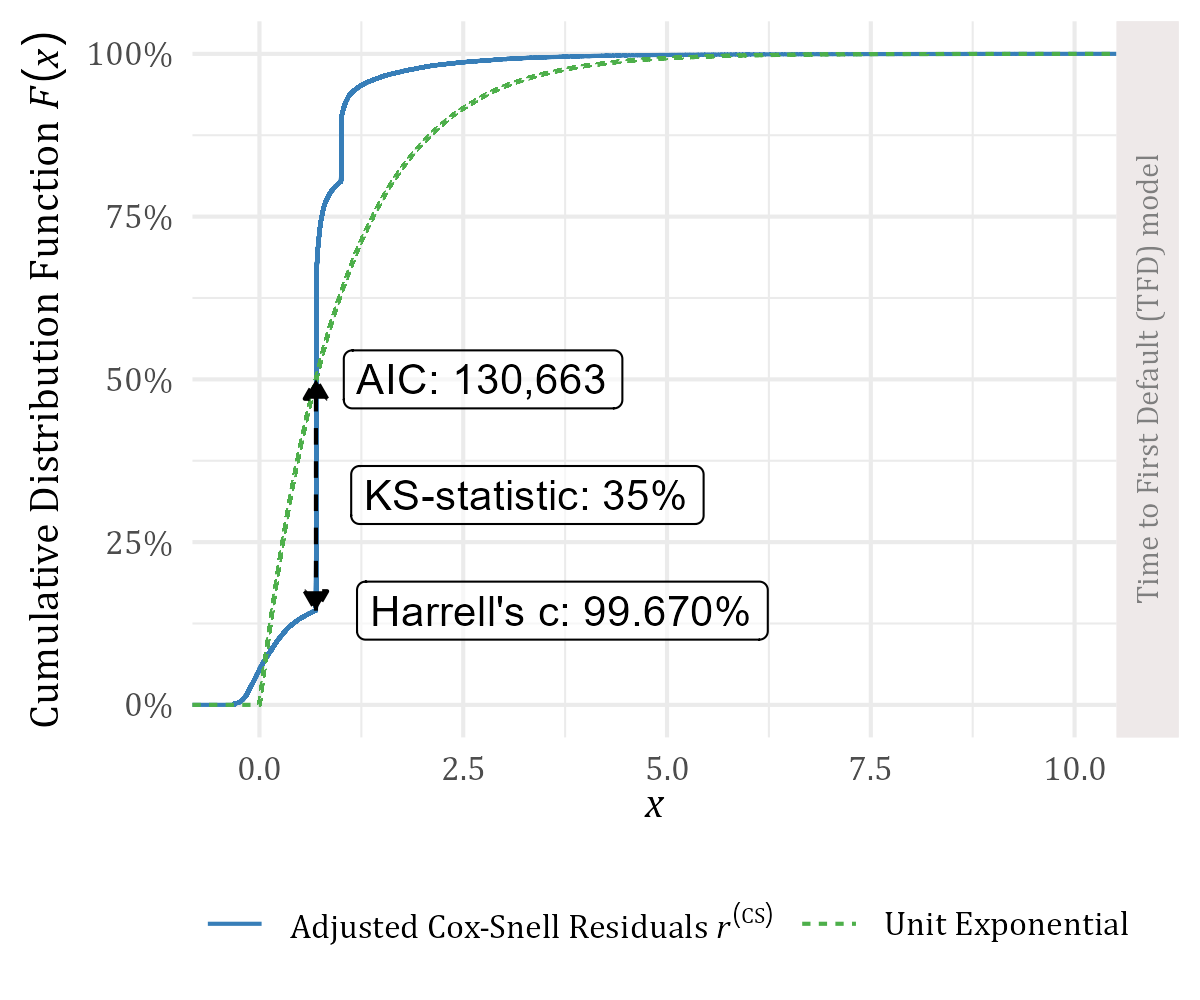 Cumulative Distribution Function F(x)
100%
75%
50%
25%
0%
AIC: 130,663
KS-statistic: 35%
Harrell's c: 99.670%
Time to First Default (TFD) model
0.0 2.5 5.0 7.5 10.0
x
Adjusted Cox-Snell Residuals r^(CS) Unit Exponential